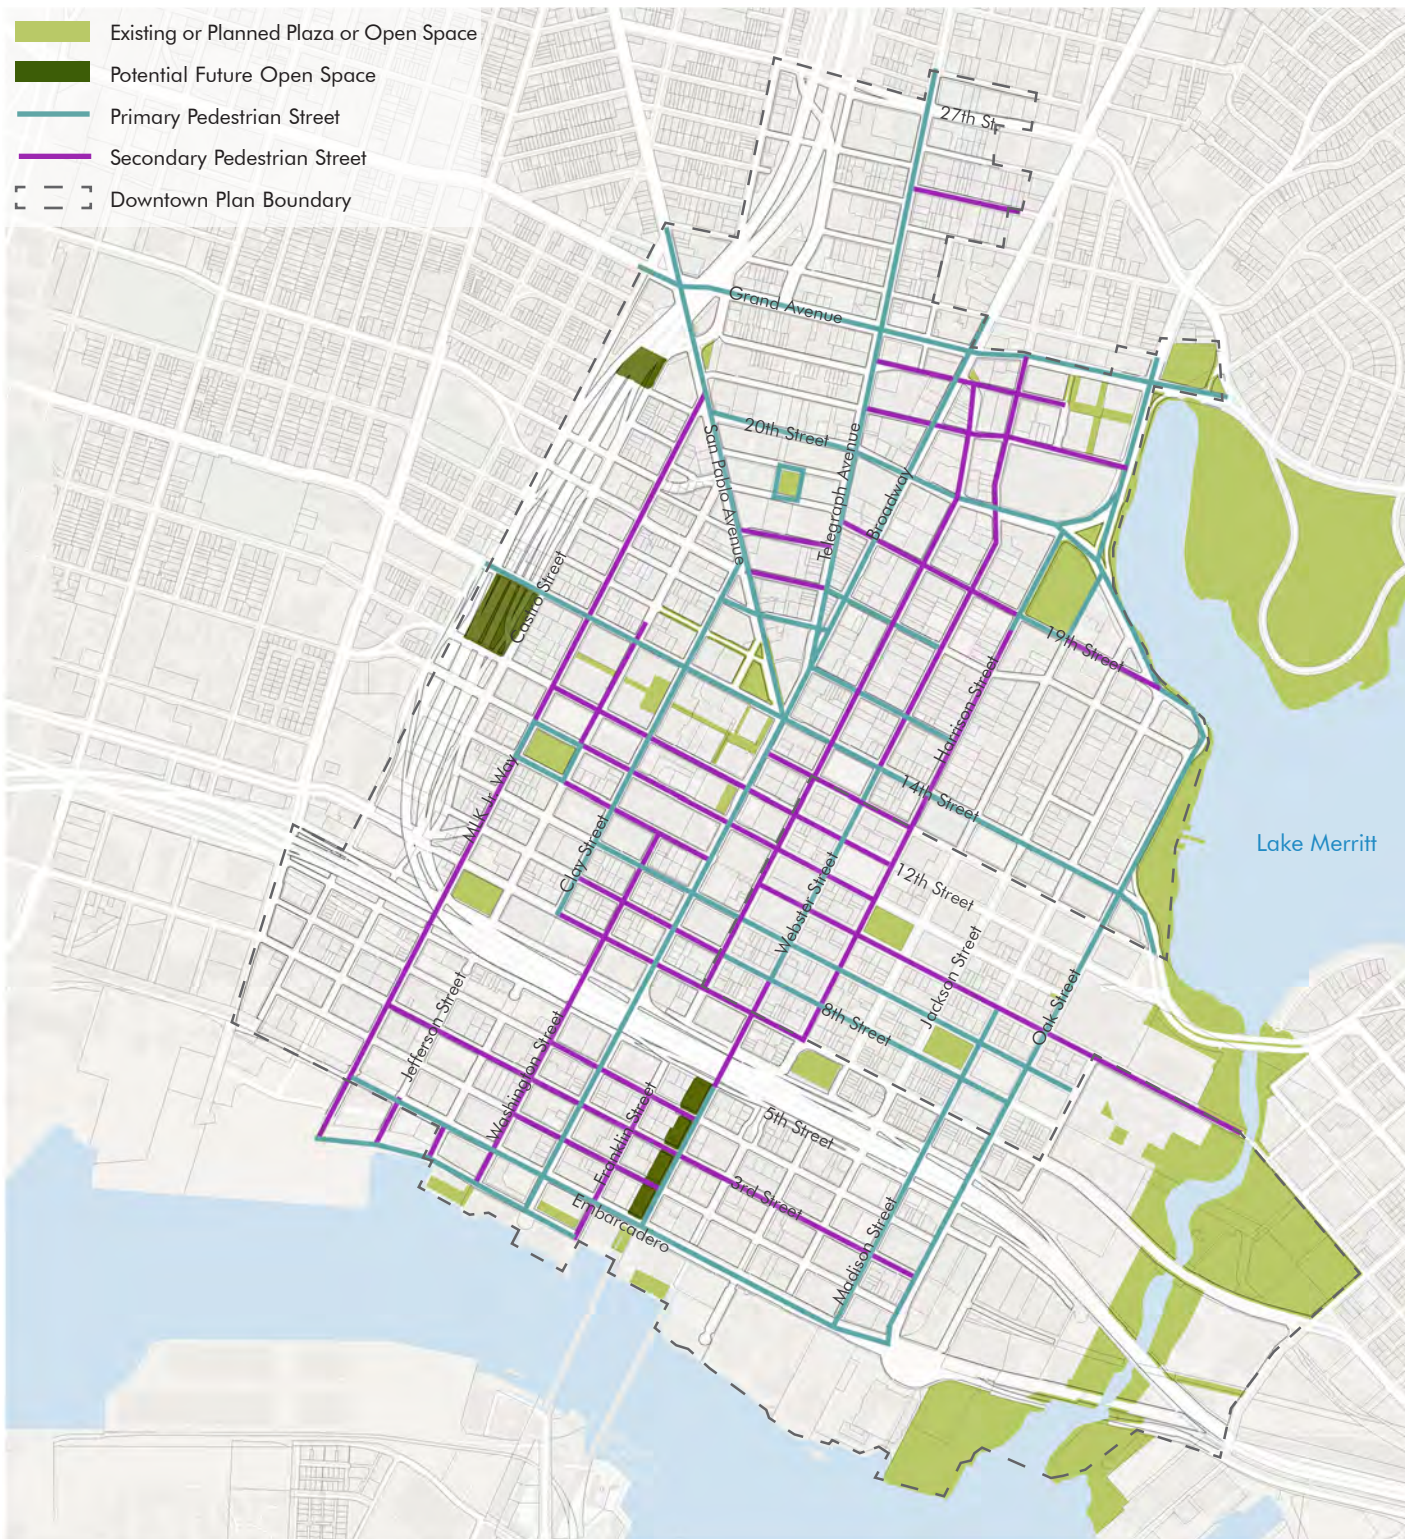 Existing or Planned Plaza or Open Space
Potential Future Open Space
Primary Pedestrian Street
Secondary Pedestrian Street
Downtown Plan Boundary
27th St.
Grand Avenue
San Pablo Avenue
20th Street
Telegraph Avenue
Broadway
Castro Street
19th Street
Harrison Street
14th Street
MLK Jr. Way
Clay Street
Webster Street
12th Street
Lake Merritt
Jackson Street
Oak Street
Jefferson Street
Washington Street
8th Street
Franklin Street
5th Street
3rd Street
Embarcadero
Madison Street